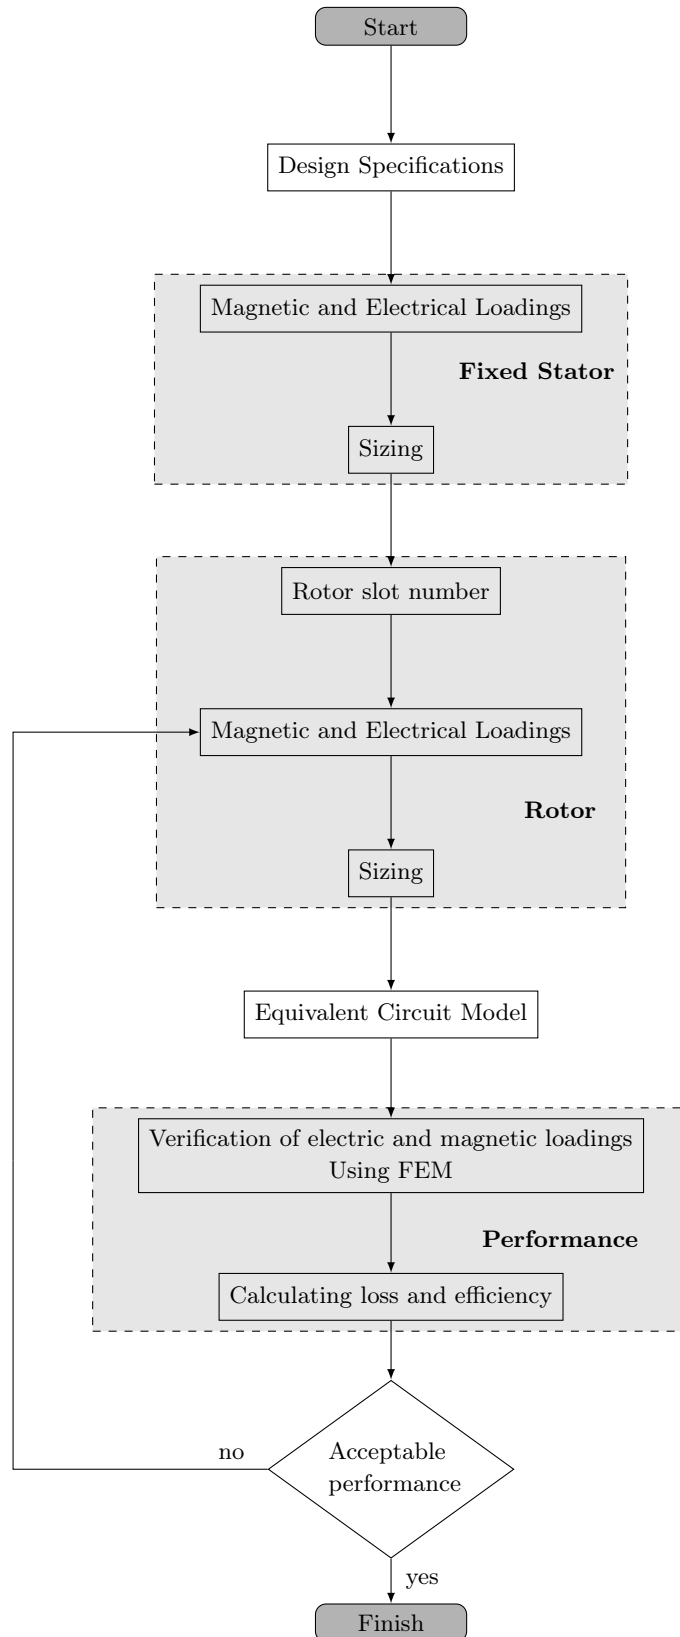 Start
Design Specifications
Magnetic and Electrical Loadings
Fixed Stator
Sizing
Rotor slot number
Magnetic and Electrical Loadings
Rotor
Sizing
Equivalent Circuit Model
Verification of electric and magnetic loadings
Using FEM
Performance
Calculating loss and efficiency
no
Acceptable
performance
yes
Finish